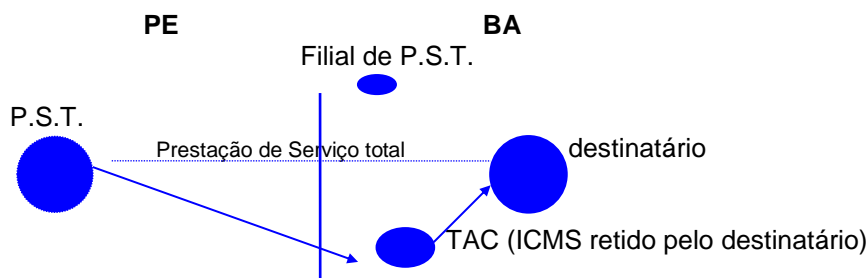 PE
BA
Filial de P.S.T.
P.S.T.
Prestação de Serviço total
destinatário
TAC (ICMS retido pelo destinatário)